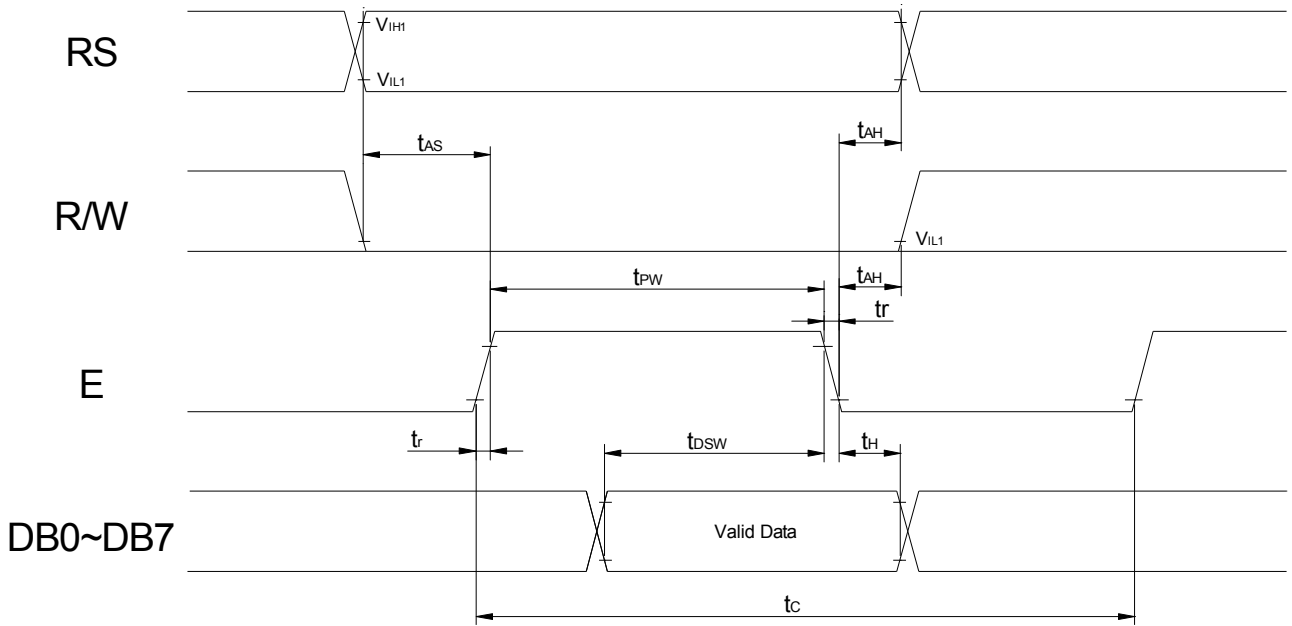 RS
VIH1
VIL1
tAS
tAH
R/W
VIL1
tPW
tAH
tr
E
tr
tDSW
tH
DB0~DB7
Valid Data
tC